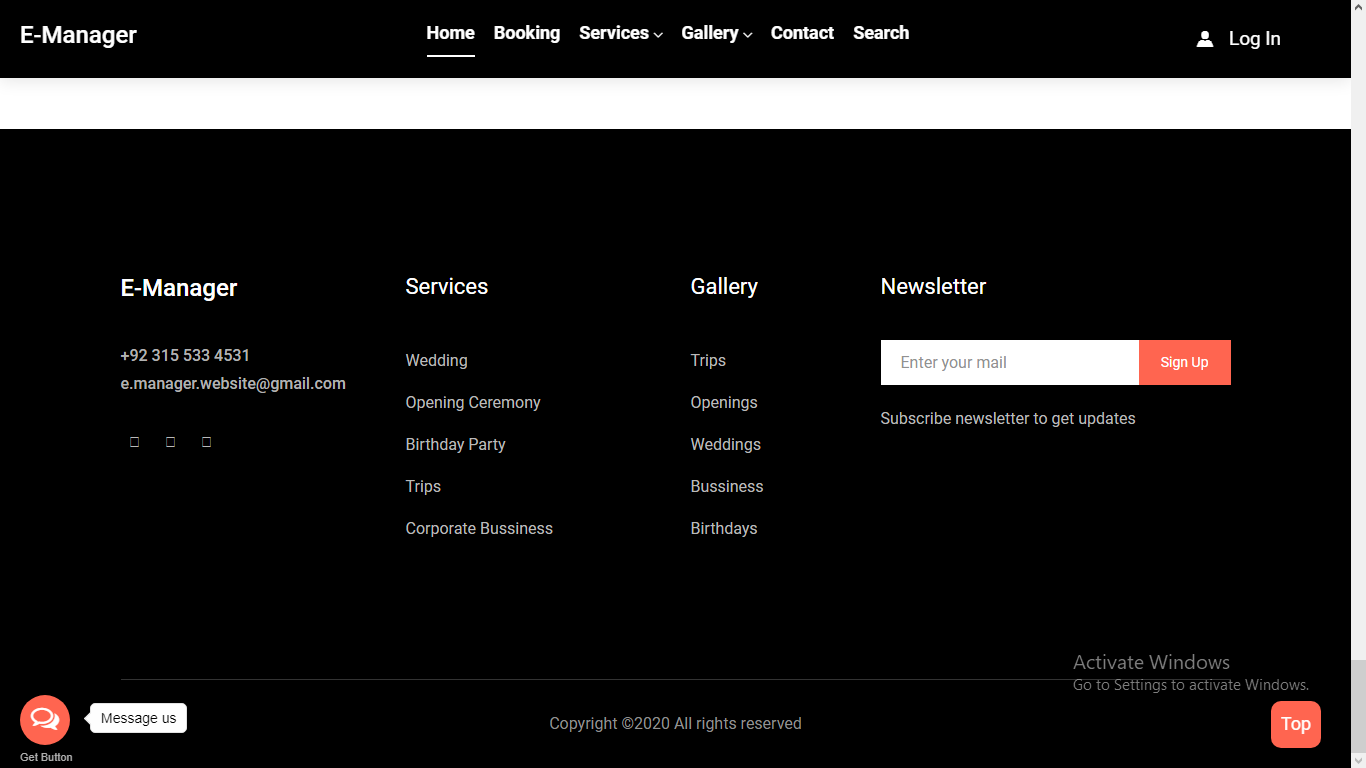 E-Manager
Home Booking Services Gallery Contact Search
Log In
E-Manager
+92 315 533 4531
e.manager.website@gmail.com
Services
Wedding
Opening Ceremony
Birthday Party
Trips
Corporate Bussiness
Gallery
Trips
Openings
Weddings
Bussiness
Birthdays
Newsletter
Enter your mail
Sign Up
Subscribe newsletter to get updates
Activate Windows
Go to Settings to activate Windows.
Message us
Get Button
Copyright ©2020 All rights reserved
Top